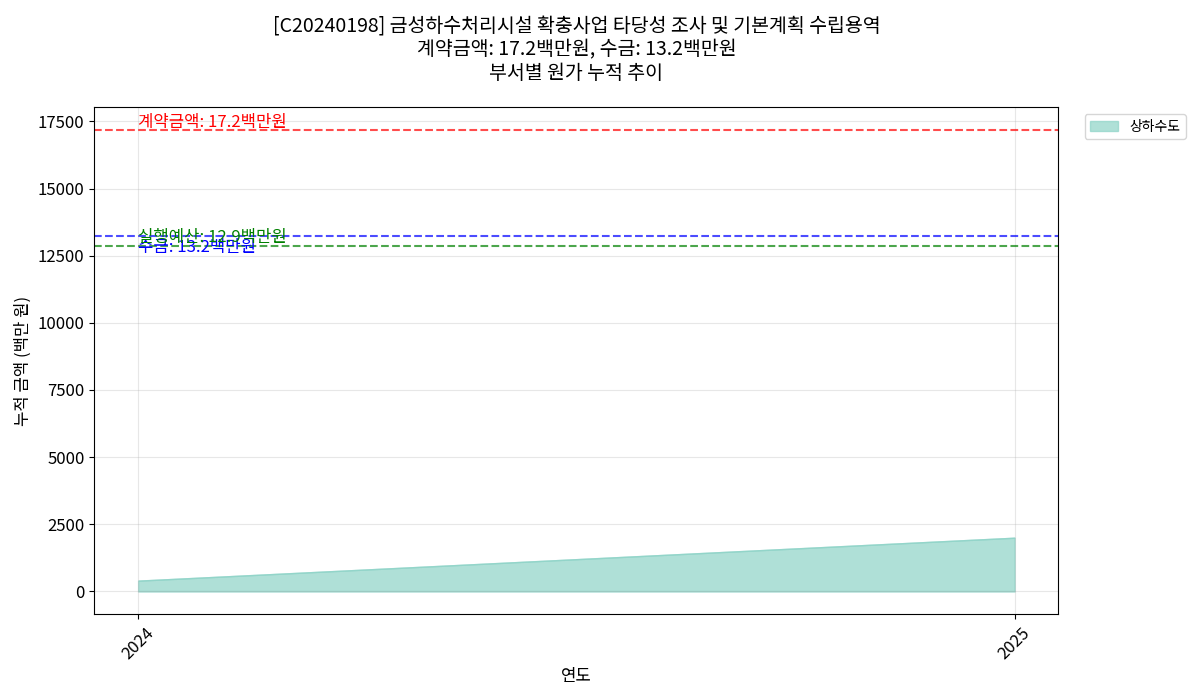 [C20240198] 금성하수처리시설 확충사업 타당성 조사 및 기본계획 수립용역
계약금액: 17.2백만원, 수금: 13.2백만원
부서별 원가 누적 추이
상하수도
계약금액: 17.2백만원
실행예산: 12.9백만원
수금: 13.2백만원
누적 금액 (백만 원)
17500
15000
12500
10000
7500
5000
2500
0
2024
2025
연도